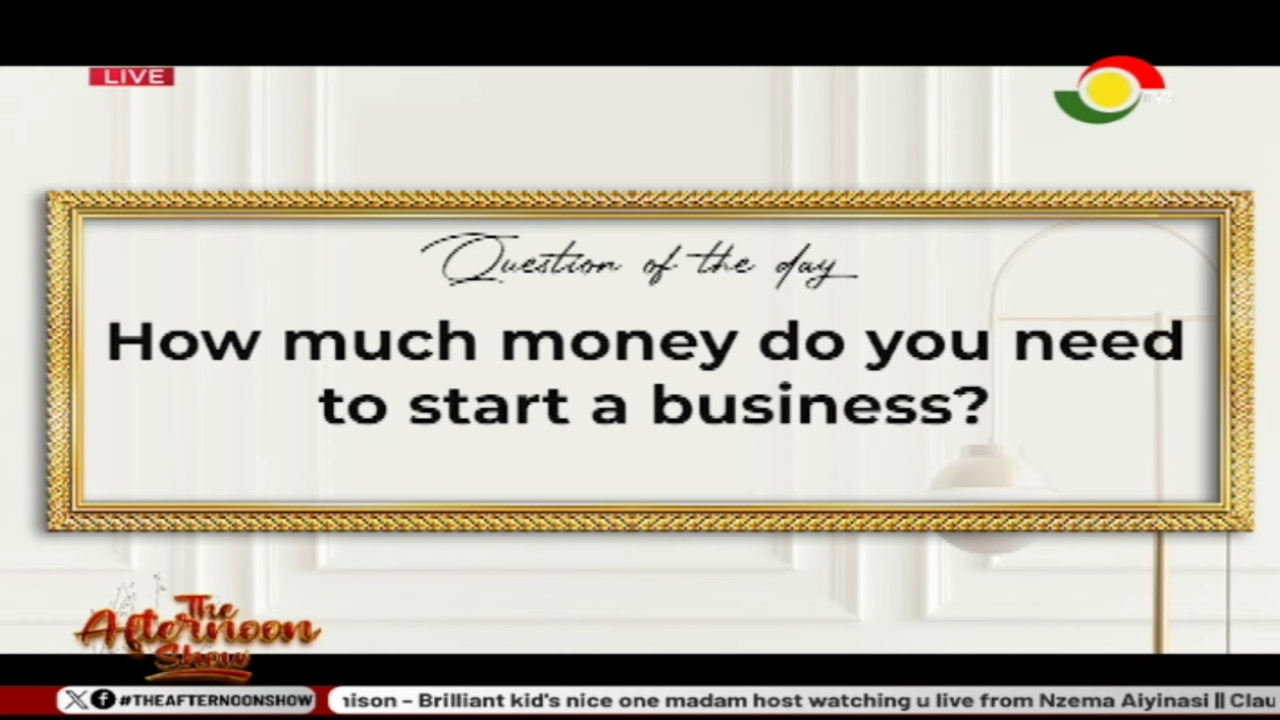 LIVE
Question of the day
How much money do you need
to start a business?
The
Afternoon
Show
#THEAFTERNOONSHOW
– Brilliant kid's nice one madam host watching u live from Nzema Aiyinasi ||